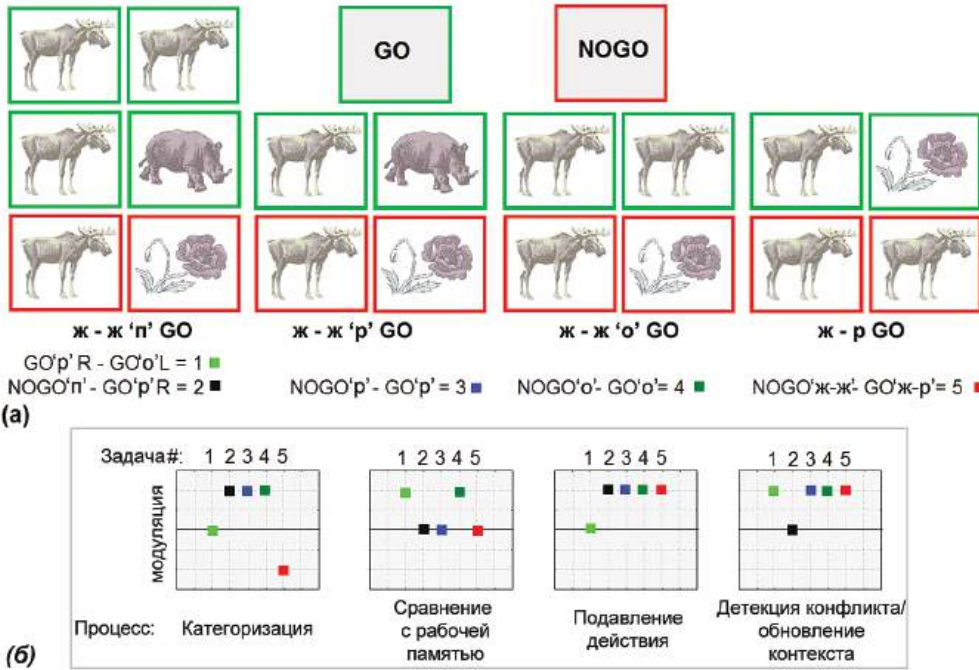 GO
NOGO
ж - ж ‘п’ GO
ж - ж ‘р’ GO
ж - ж ‘о’ GO
ж - р GO
GO‘р’ R - GO‘о’L = 1
NOGO‘п’ - GO‘р’R = 2
NOGO‘р’ - GO‘р’ = 3
NOGO‘о’- GO‘о’= 4
NOGO‘ж-ж’- GO‘ж-р’= 5
(а)
Задача#: 1 2 3 4 5
1 2 3 4 5
1 2 3 4 5
1 2 3 4 5
модуляция
Процесс:
Категоризация
Сравнение
с рабочей
памятью
Подавление
действия
Детекция конфликта/
обновление
контекста
(б)